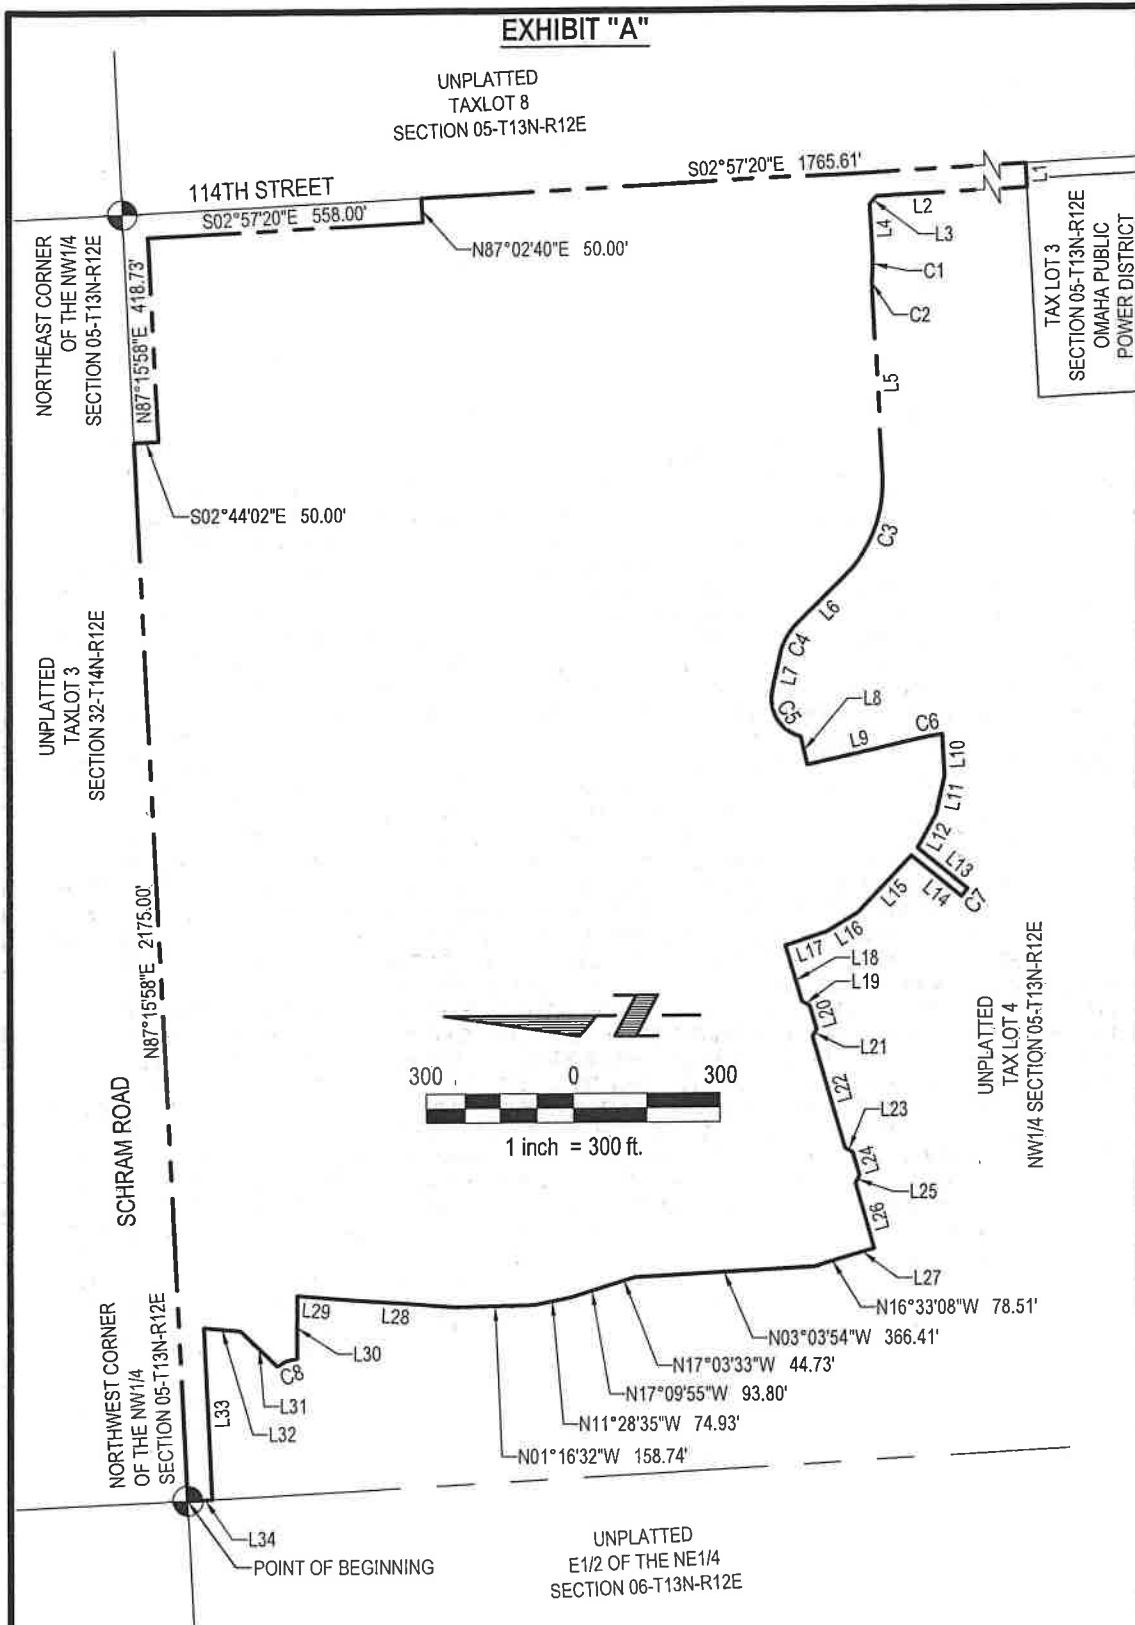 EXHIBIT "A"
UNPLATTED
TAXLOT 8
SECTION 05-T13N-R12E
114TH STREET
S02°57'20"E 1765.61'
S02°57'20"E 558.00'
N87°02'40"E 50.00'
L1
L2
L3
L4
C1
C2
L5
TAX LOT 3
SECTION 05-T13N-R12E
OMAHA PUBLIC
POWER DISTRICT
NORTHEAST CORNER
OF THE NW1/4
SECTION 05-T13N-R12E
N87°15'58"E 418.73'
S02°44'02"E 50.00'
C3
L6
C4
L7
C5
L8
L9
C6
L10
L11
L12
L13
L14
C7
L15
L16
L17
L18
L19
L20
L21
L22
L23
L24
L25
L26
L27
UNPLATTED
TAXLOT 3
SECTION 32-T14N-R12E
N87°15'58"E 2175.00'
SCHRAM ROAD
UNPLATTED
TAX LOT 4
NW1/4 SECTION 05-T13N-R12E
Z
300 0 300
1 inch = 300 ft.
N16°33'08"W 78.51'
N03°03'54"W 366.41'
N17°03'33"W 44.73'
N17°09'55"W 93.80'
N11°28'35"W 74.93'
N01°16'32"W 158.74'
L28
L29
L30
C8
L31
L32
L33
L34
NORTHWEST CORNER
OF THE NW1/4
SECTION 05-T13N-R12E
POINT OF BEGINNING
UNPLATTED
E1/2 OF THE NE1/4
SECTION 06-T13N-R12E